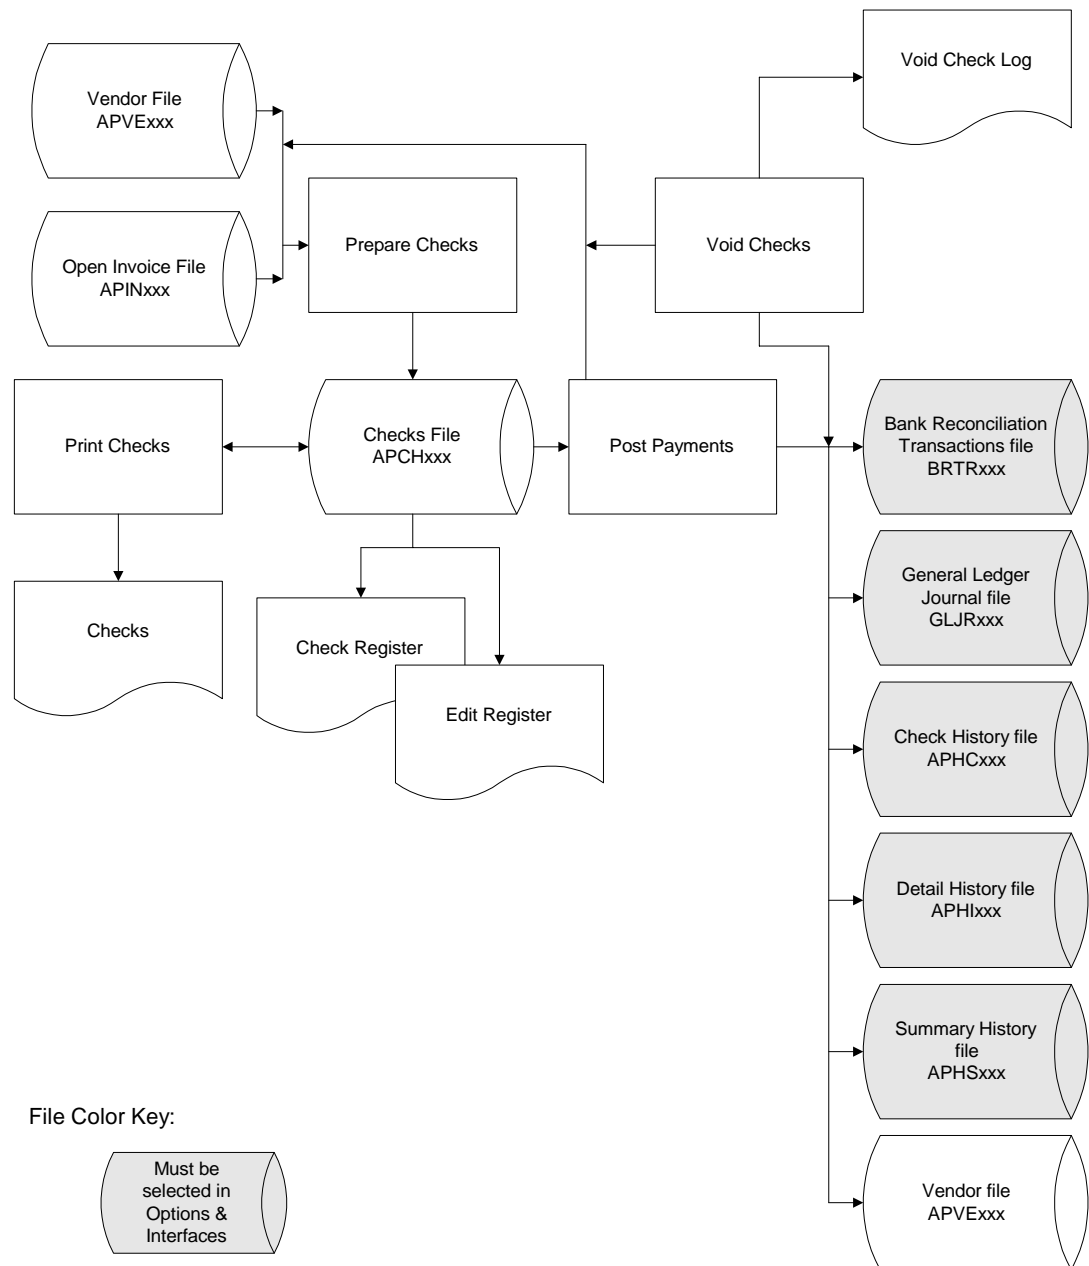 Void Check Log
Vendor File
APVExxx
Prepare Checks
Void Checks
Open Invoice File
APINxxx
Print Checks
Checks File
APCHxxx
Post Payments
Bank Reconciliation
Transactions file
BRTRxxx
General Ledger
Journal file
GLJRxxx
Checks
Check Register
Edit Register
Check History file
APHCxxx
Detail History file
APHIxxx
Summary History
file
APHSxxx
File Color Key:
Must be
selected in
Options &
Interfaces
Vendor file
APVExxx